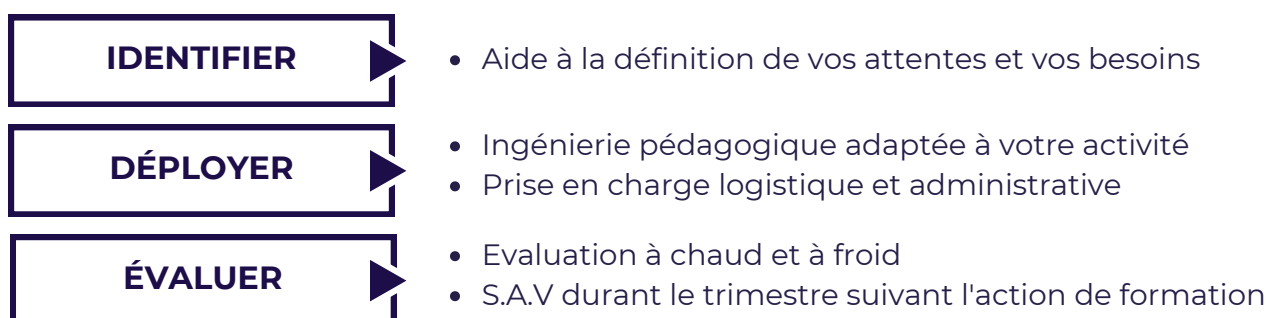 IDENTIFIER
• Aide à la définition de vos attentes et vos besoins
DÉPLOYER
• Ingénierie pédagogique adaptée à votre activité
• Prise en charge logistique et administrative
ÉVALUER
• Evaluation à chaud et à froid
• S.A.V durant le trimestre suivant l'action de formation